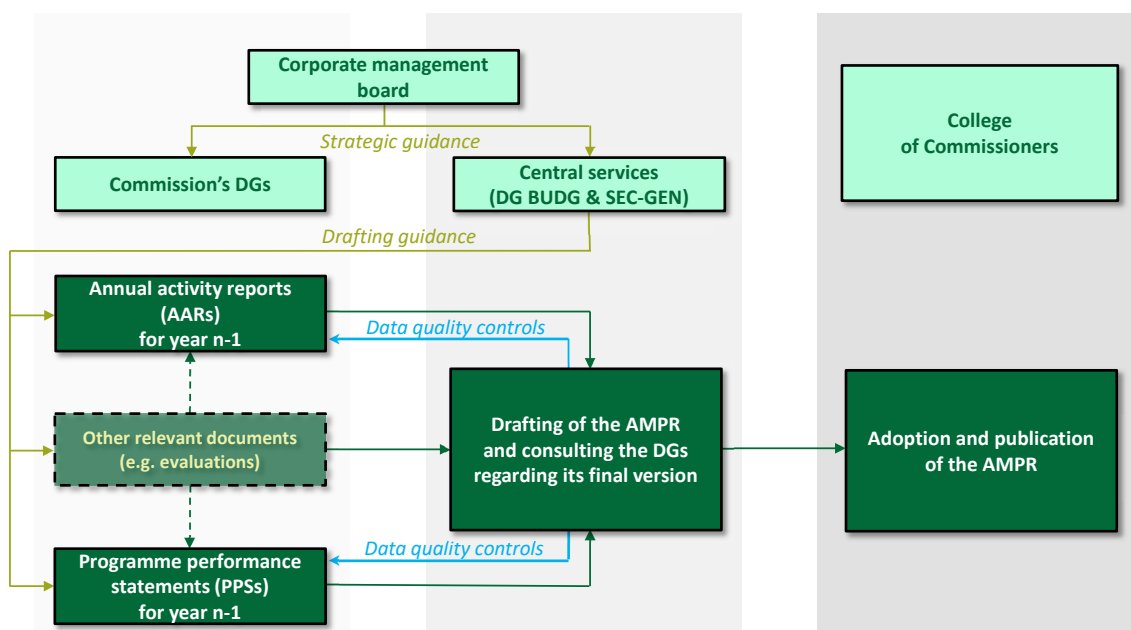 Corporate management
board
College
of Commissioners
Strategic guidance
Commission's DGs
Central services
(DG BUDG & SEC-GEN)
Drafting guidance
Annual activity reports
(AARs)
for year n-1
Data quality controls
Other relevant documents
(e.g. evaluations)
Drafting of the AMPR
and consulting the DGs
regarding its final version
Adoption and publication
of the AMPR
Data quality controls
Programme performance
statements (PPSs)
for year n-1